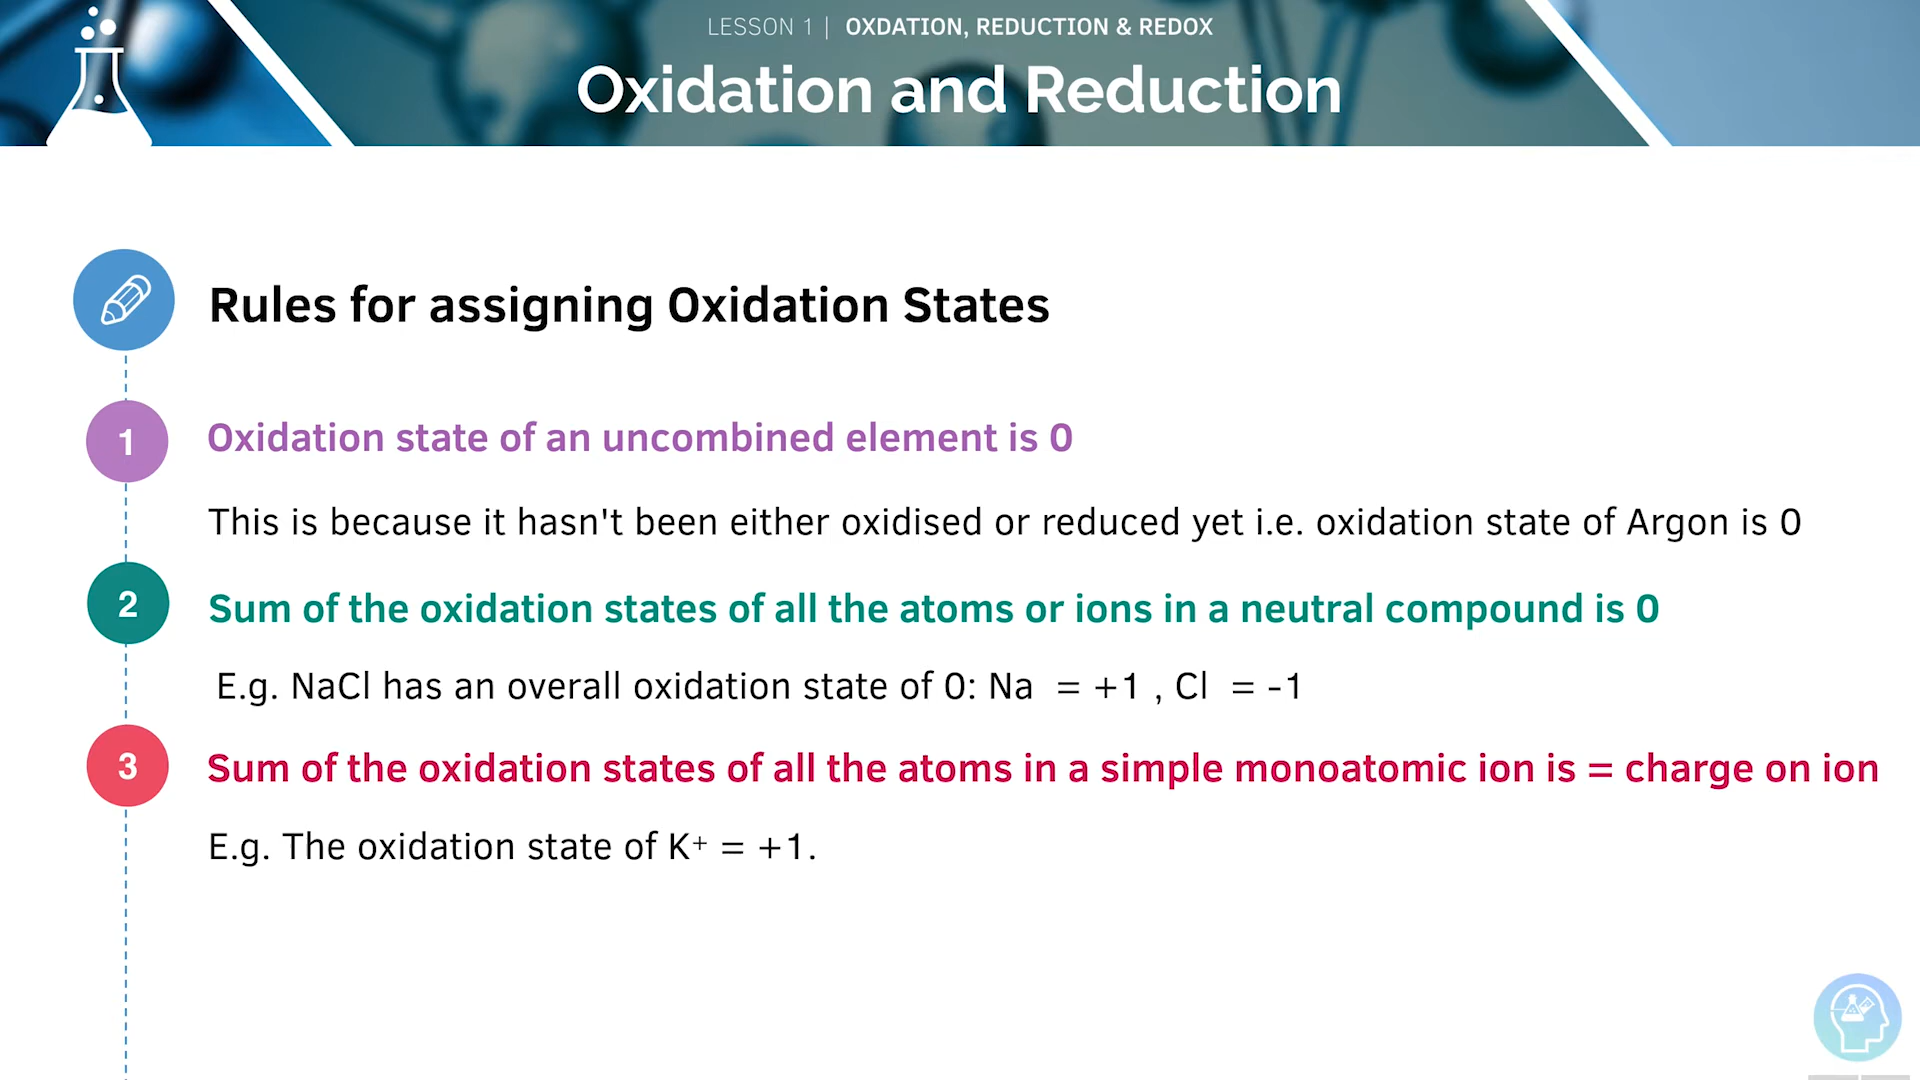 LESSON 1 | OXDATION, REDUCTION & REDOX
Oxidation and Reduction
Rules for assigning Oxidation States
1 Oxidation state of an uncombined element is 0
This is because it hasn't been either oxidised or reduced yet i.e. oxidation state of Argon is 0
2 Sum of the oxidation states of all the atoms or ions in a neutral compound is 0
E.g. NaCl has an overall oxidation state of 0: Na = +1 , Cl = -1
3 Sum of the oxidation states of all the atoms in a simple monoatomic ion is = charge on ion
E.g. The oxidation state of K⁺ = +1.